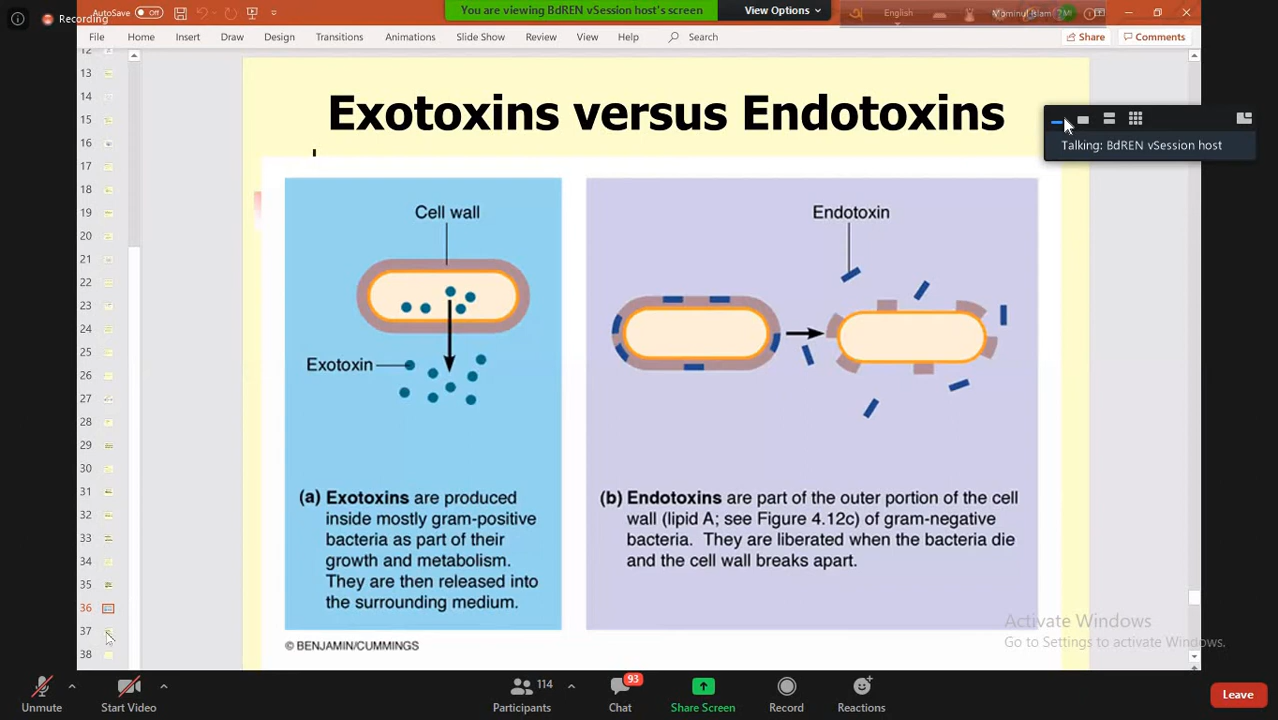 Recording
AutoSave Off
You are viewing BdREN vSession host's screen
View Options
English
Mominul Islam
MI
File Home Insert Draw Design Transitions Animations Slide Show Review View Help Search
Share Comments
12
13
14
15
16
17
18
19
20
21
22
23
24
25
26
27
28
29
30
31
32
33
34
35
36
37
38
Exotoxins versus Endotoxins
Talking: BdREN vSession host
Cell wall
Exotoxin
(a) Exotoxins are produced
inside mostly gram-positive
bacteria as part of their
growth and metabolism.
They are then released into
the surrounding medium.
Endotoxin
(b) Endotoxins are part of the outer portion of the cell
wall (lipid A; see Figure 4.12c) of gram-negative
bacteria. They are liberated when the bacteria die
and the cell wall breaks apart.
© BENJAMIN/CUMMINGS
Activate Windows
Go to Settings to activate Windows.
Unmute
Start Video
114
Participants
93
Chat
Share Screen
Record
Reactions
Leave